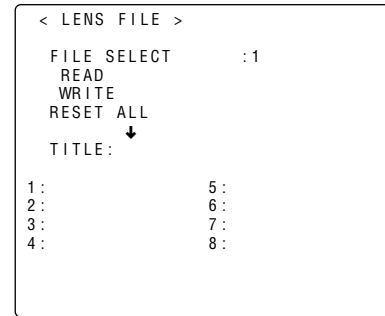 < LENS FILE >
FILE SELECT :1
READ
WRITE
RESET ALL
↓
TITLE:
1: 5:
2: 6:
3: 7:
4: 8: